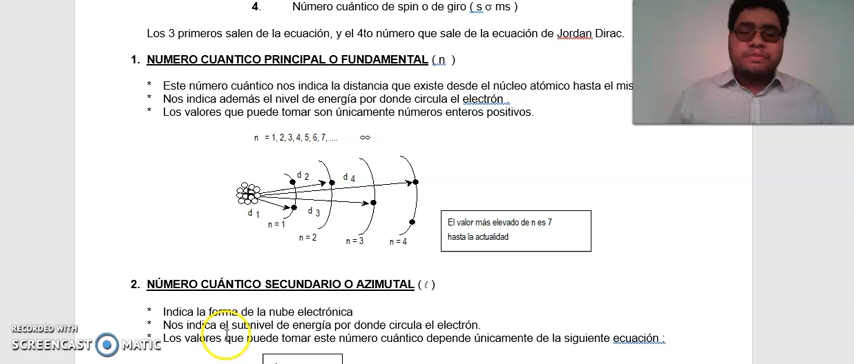 4. Número cuántico de spin o de giro ( s σ ms )
Los 3 primeros salen de la ecuación, y el 4to número que sale de la ecuación de Jordan Dirac.
1. NUMERO CUANTICO PRINCIPAL O FUNDAMENTAL ( n )
* Este número cuántico nos indica la distancia que existe desde el núcleo atómico hasta el mis
* Nos indica además el nivel de energía por donde circula el electrón .
* Los valores que puede tomar son únicamente números enteros positivos.
n = 1, 2, 3, 4, 5, 6, 7, .... ∞
d 2 d 4
d 1 d 3
n = 1
n = 2 n = 3 n = 4
El valor más elevado de n es 7
hasta la actualidad
2. NÚMERO CUÁNTICO SECUNDARIO O AZIMUTAL ( ℓ )
* Indica la forma de la nube electrónica
* Nos indica el subnivel de energía por donde circula el electrón.
* Los valores que puede tomar este número cuántico depende únicamente de la siguiente ecuación :
RECORDED WITH
SCREENCAST MATIC